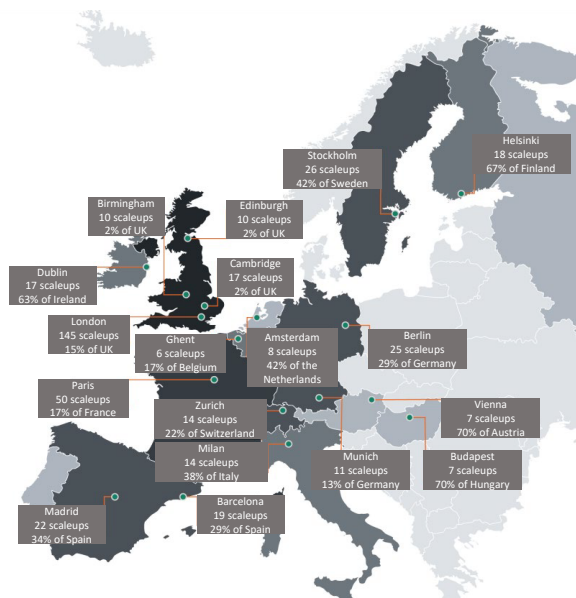 Helsinki
18 scaleups
67% of Finland
Stockholm
26 scaleups
42% of Sweden
Birmingham
10 scaleups
2% of UK
Edinburgh
10 scaleups
2% of UK
Dublin
17 scaleups
63% of Ireland
Cambridge
17 scaleups
2% of UK
London
145 scaleups
15% of UK
Ghent
6 scaleups
17% of Belgium
Amsterdam
8 scaleups
42% of the
Netherlands
Berlin
25 scaleups
29% of Germany
Paris
50 scaleups
17% of France
Zurich
14 scaleups
22% of Switzerland
Vienna
7 scaleups
70% of Austria
Milan
14 scaleups
38% of Italy
Munich
11 scaleups
13% of Germany
Budapest
7 scaleups
70% of Hungary
Madrid
22 scaleups
34% of Spain
Barcelona
19 scaleups
29% of Spain